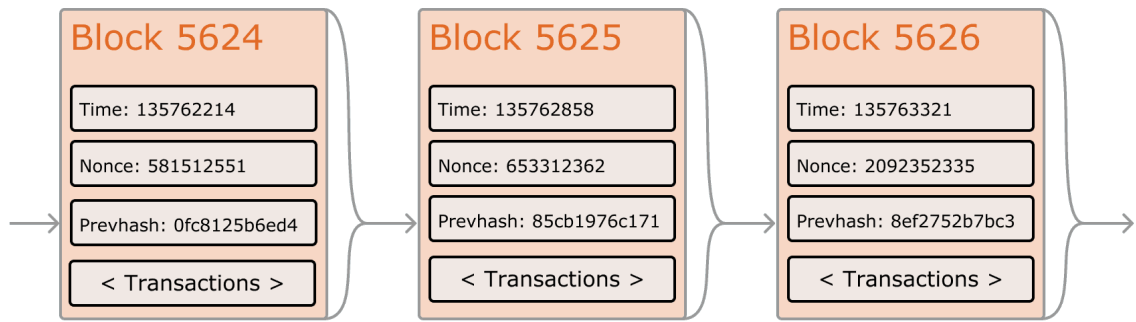 Block 5624
Time: 135762214
Nonce: 581512551
Prevhash: 0fc8125b6ed4
< Transactions >
Block 5625
Time: 135762858
Nonce: 653312362
Prevhash: 85cb1976c171
< Transactions >
Block 5626
Time: 135763321
Nonce: 2092352335
Prevhash: 8ef2752b7bc3
< Transactions >